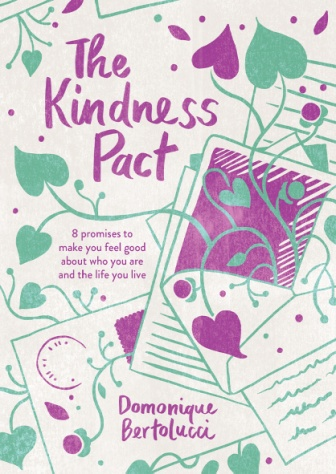 The
Kindness
Pact
8 promises to
make you feel good
about who you are
and the life you live
Domonique
Bertolucci